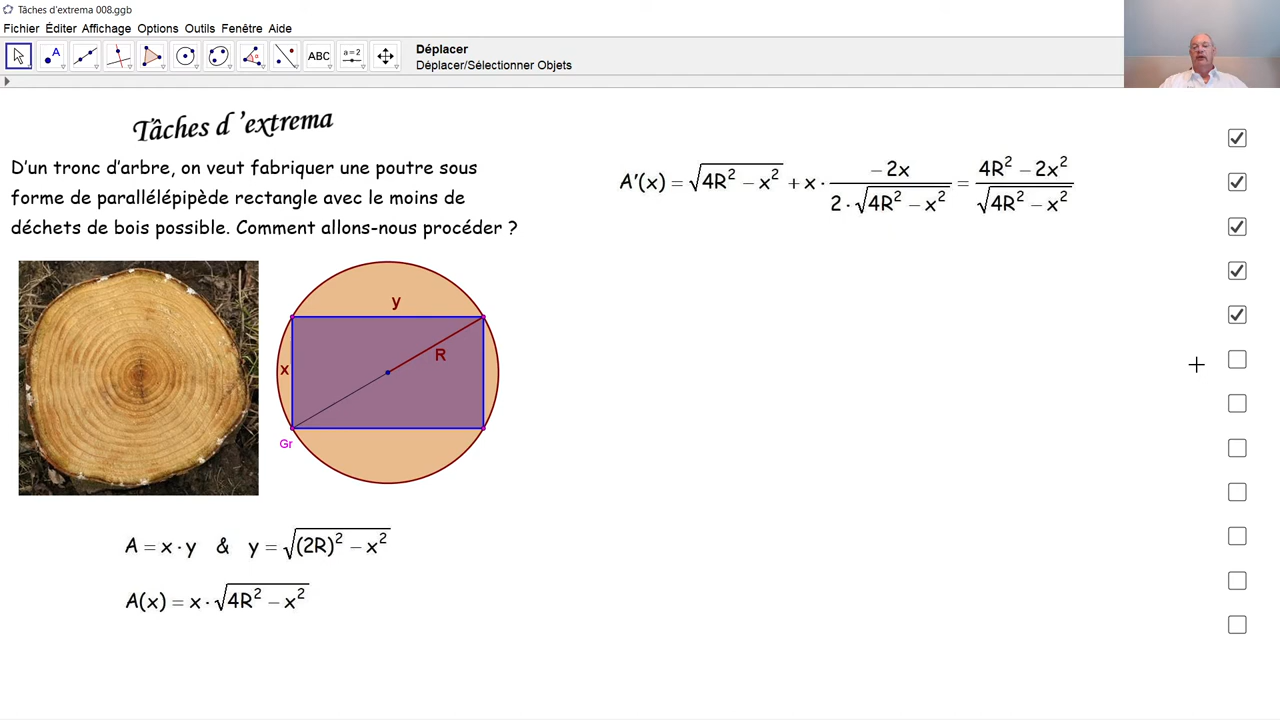 Tâches d'extrema 008.ggb
Fichier Éditer Affichage Options Outils Fenêtre Aide
A ABC a=2 Déplacer
Déplacer/Sélectionner Objets
Tâches d'extrema
D'un tronc d'arbre, on veut fabriquer une poutre sous
forme de parallélépipède rectangle avec le moins de
déchets de bois possible. Comment allons-nous procéder ?
A'(x) = √(4R² − x²) + x · (−2x)/(2 · √(4R² − x²)) = (4R² − 2x²)/√(4R² − x²)
y
R
x
Gr
A = x · y & y = √((2R)² − x²)
A(x) = x · √(4R² − x²)